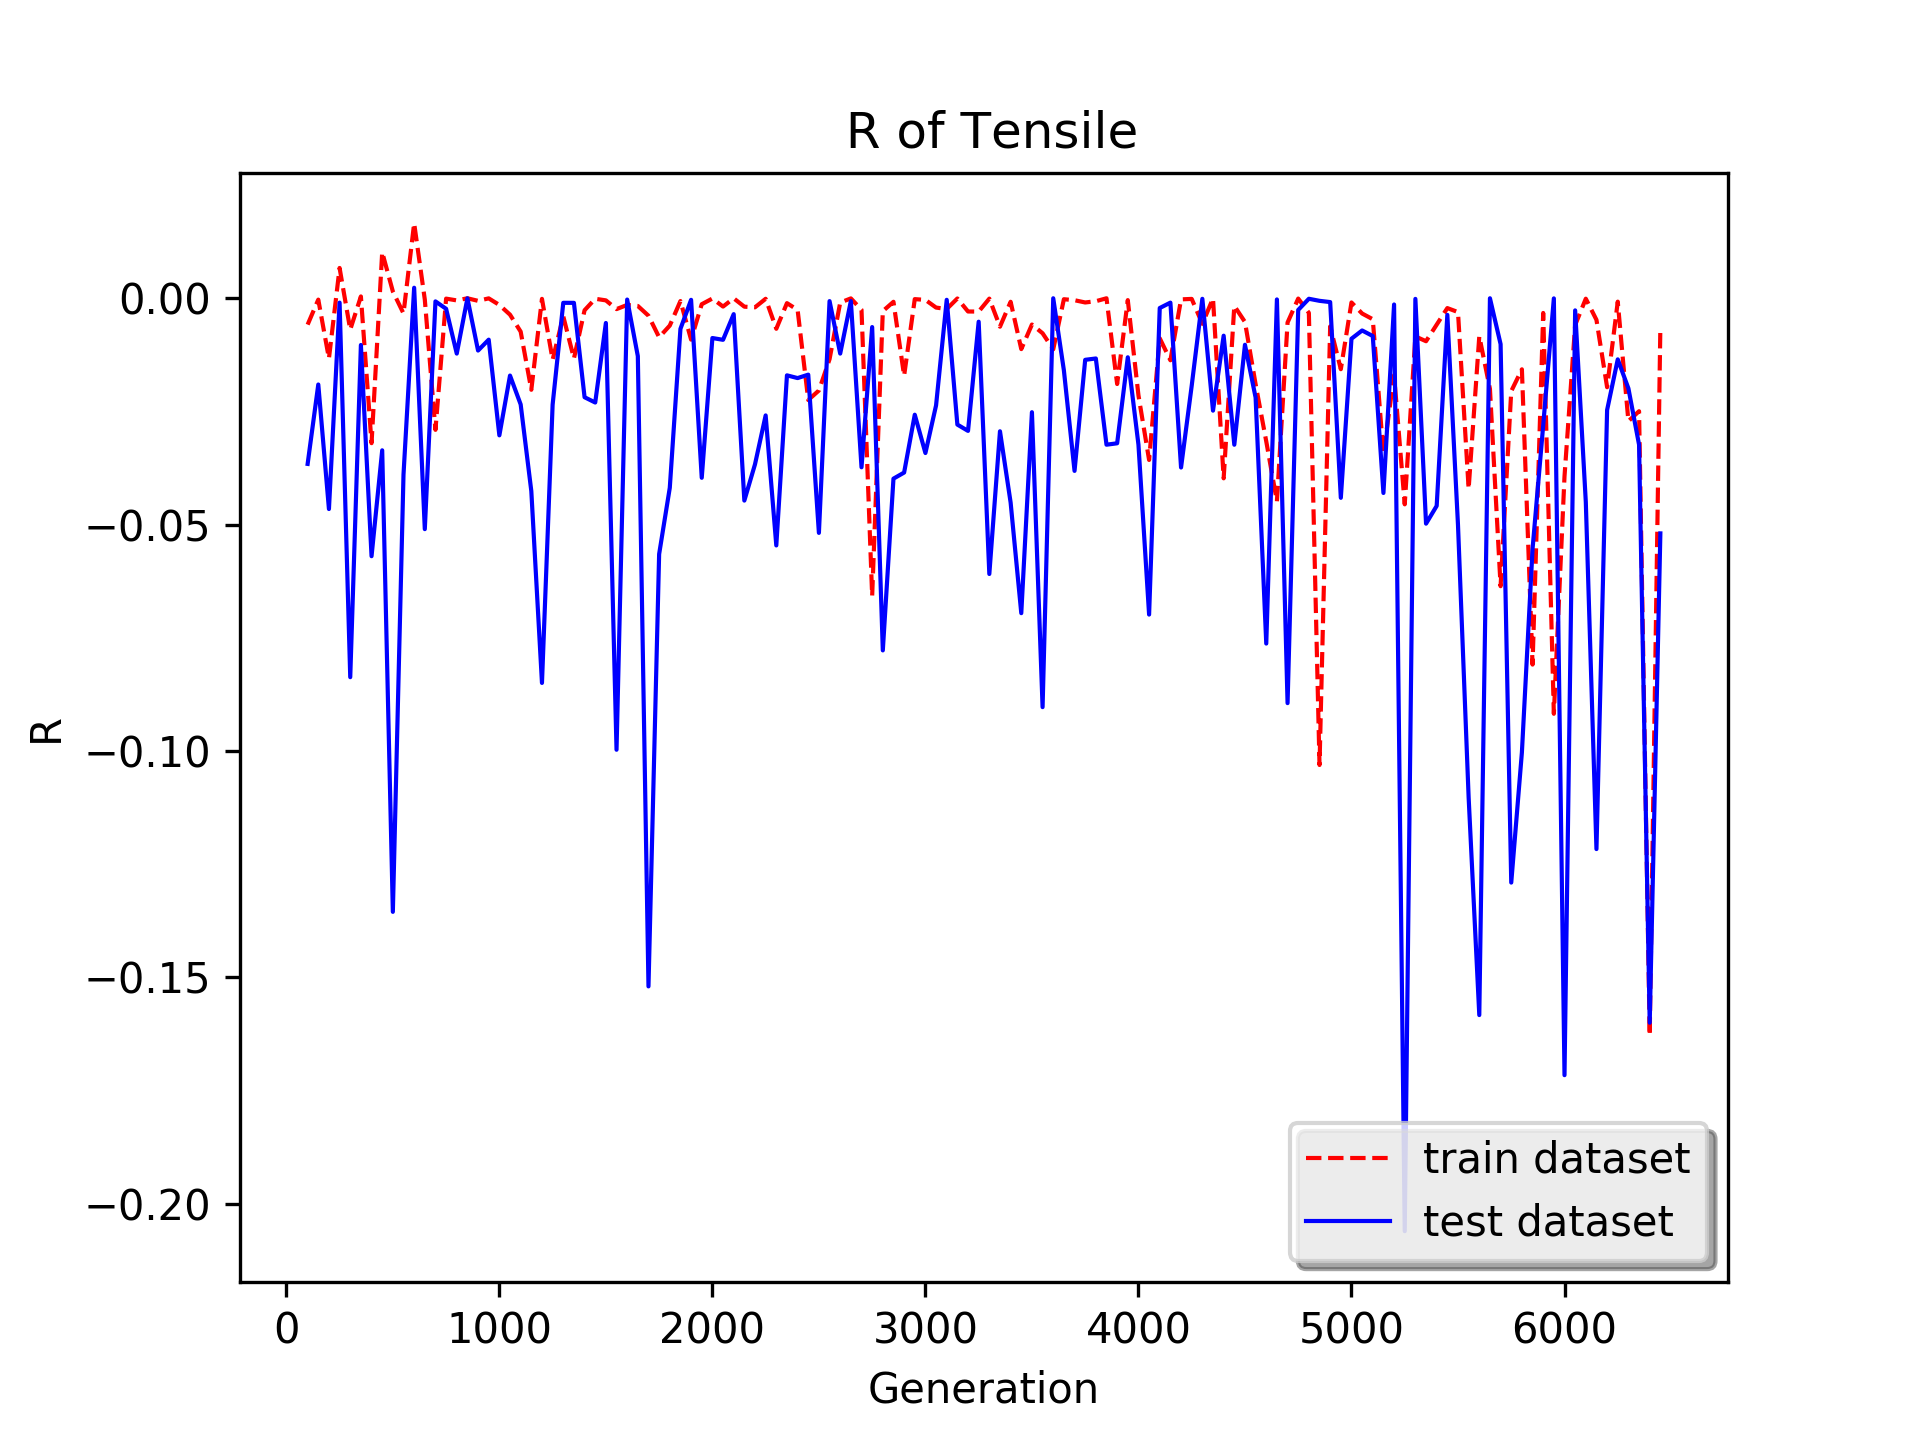 R of Tensile
0.00
−0.05
−0.10
−0.15
−0.20
R
train dataset
test dataset
0 1000 2000 3000 4000 5000 6000
Generation